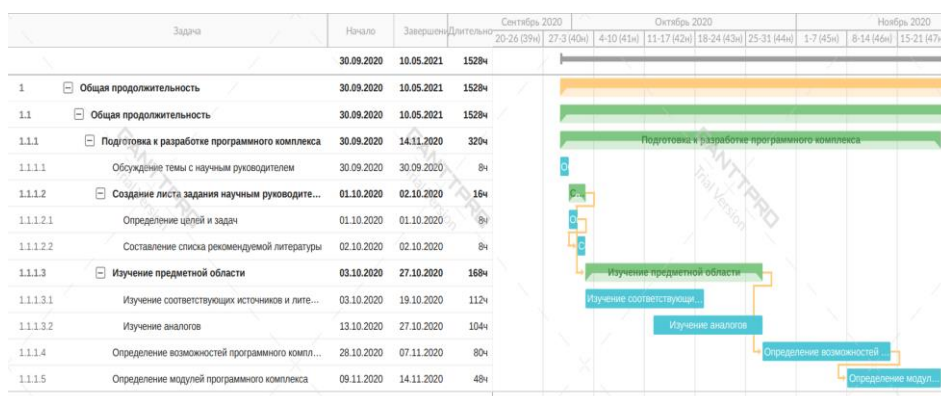 Задача Начало Завершени Длительно Сентябрь 2020 Октябрь 2020 Ноябрь 2020
20-26 (39н) 27-3 (40н) 4-10 (41н) 11-17 (42н) 18-24 (43н) 25-31 (44н) 1-7 (45н) 8-14 (46н) 15-21 (47н
30.09.2020 10.05.2021 1528ч
1 Общая продолжительность 30.09.2020 10.05.2021 1528ч
1.1 Общая продолжительность 30.09.2020 10.05.2021 1528ч
1.1.1 Подготовка к разработке программного комплекса 30.09.2020 14.11.2020 320ч Подготовка к разработке программного комплекса
1.1.1.1 Обсуждение темы с научным руководителем 30.09.2020 30.09.2020 8ч О
1.1.1.2 Создание листа задания научным руководите... 01.10.2020 02.10.2020 16ч С...
1.1.1.2.1 Определение целей и задач 01.10.2020 01.10.2020 8ч О
1.1.1.2.2 Составление списка рекомендуемой литературы 02.10.2020 02.10.2020 8ч С
1.1.1.3 Изучение предметной области 03.10.2020 27.10.2020 168ч Изучение предметной области
1.1.1.3.1 Изучение соответствующих источников и лите... 03.10.2020 19.10.2020 112ч Изучение соответствующи...
1.1.1.3.2 Изучение аналогов 13.10.2020 27.10.2020 104ч Изучение аналогов
1.1.1.4 Определение возможностей программного компл... 28.10.2020 07.11.2020 80ч Определение возможностей ...
1.1.1.5 Определение модулей программного комплекса 09.11.2020 14.11.2020 48ч Определение модул...
GANTTPRO
Trial Version
GANTTPRO
Trial Version
GANTTPRO
Trial Version